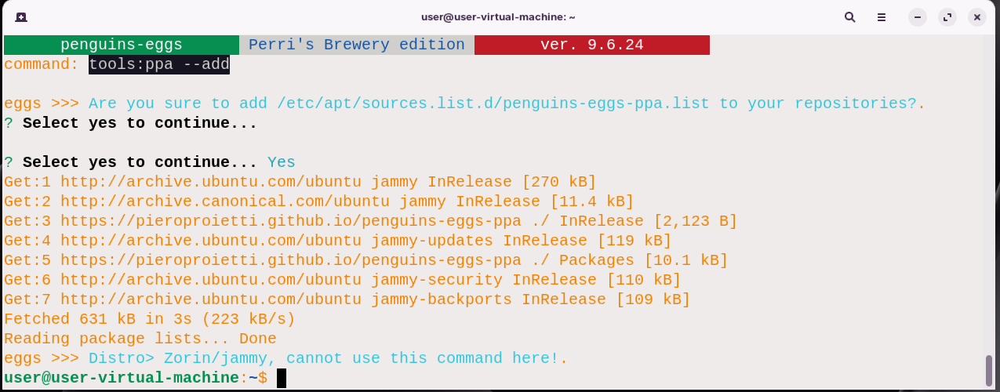 user@user-virtual-machine: ~
penguins-eggs Perri's Brewery edition ver. 9.6.24
command: tools:ppa --add
eggs >>> Are you sure to add /etc/apt/sources.list.d/penguins-eggs-ppa.list to your repositories?.
? Select yes to continue...
? Select yes to continue... Yes
Get:1 http://archive.ubuntu.com/ubuntu jammy InRelease [270 kB]
Get:2 http://archive.canonical.com/ubuntu jammy InRelease [11.4 kB]
Get:3 https://pieroproietti.github.io/penguins-eggs-ppa ./ InRelease [2,123 B]
Get:4 http://archive.ubuntu.com/ubuntu jammy-updates InRelease [119 kB]
Get:5 https://pieroproietti.github.io/penguins-eggs-ppa ./ Packages [10.1 kB]
Get:6 http://archive.ubuntu.com/ubuntu jammy-security InRelease [110 kB]
Get:7 http://archive.ubuntu.com/ubuntu jammy-backports InRelease [109 kB]
Fetched 631 kB in 3s (223 kB/s)
Reading package lists... Done
eggs >>> Distro> Zorin/jammy, cannot use this command here!.
user@user-virtual-machine:~$